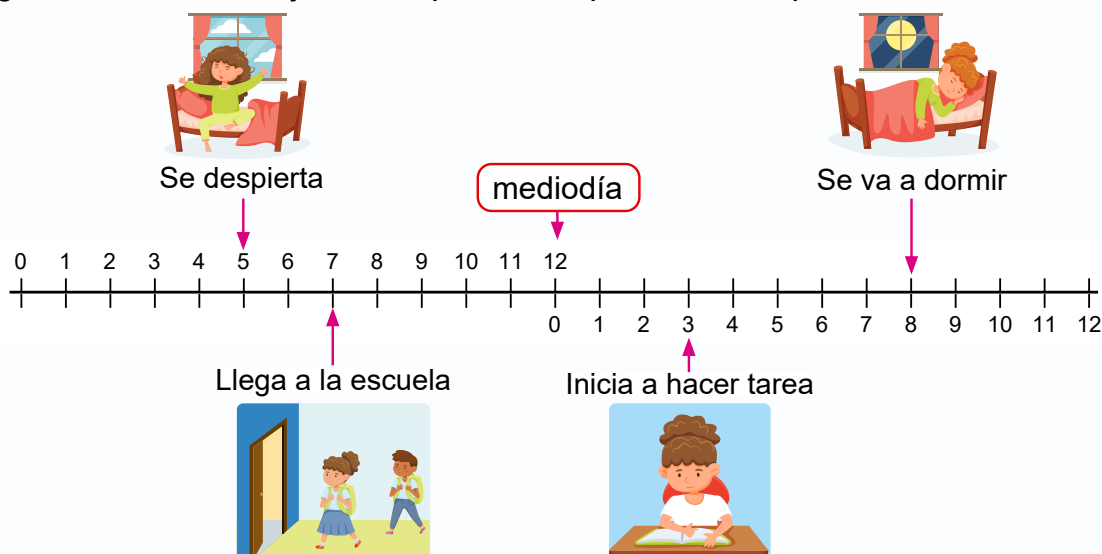 Se despierta
mediodía
Se va a dormir
0 1 2 3 4 5 6 7 8 9 10 11 12
0 1 2 3 4 5 6 7 8 9 10 11 12
Llega a la escuela
Inicia a hacer tarea